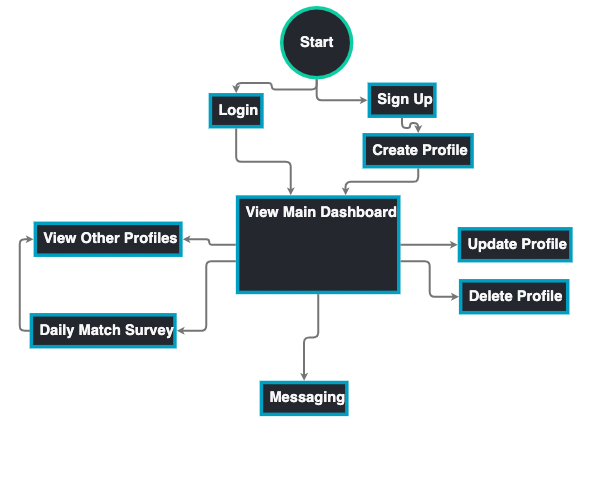 Start
Login
Sign Up
Create Profile
View Main Dashboard
View Other Profiles
Update Profile
Delete Profile
Daily Match Survey
Messaging